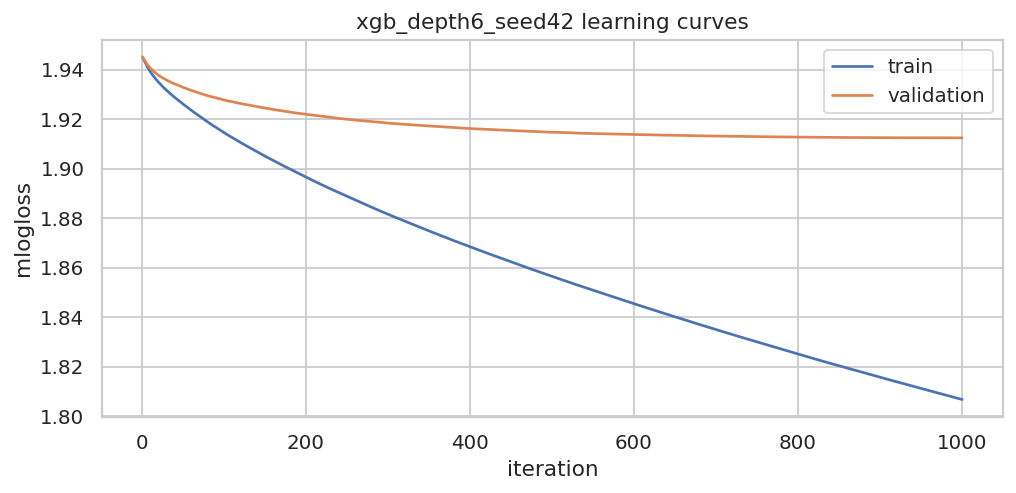 xgb_depth6_seed42 learning curves
train
validation
mlogloss
1.94
1.92
1.90
1.88
1.86
1.84
1.82
1.80
0 200 400 600 800 1000
iteration